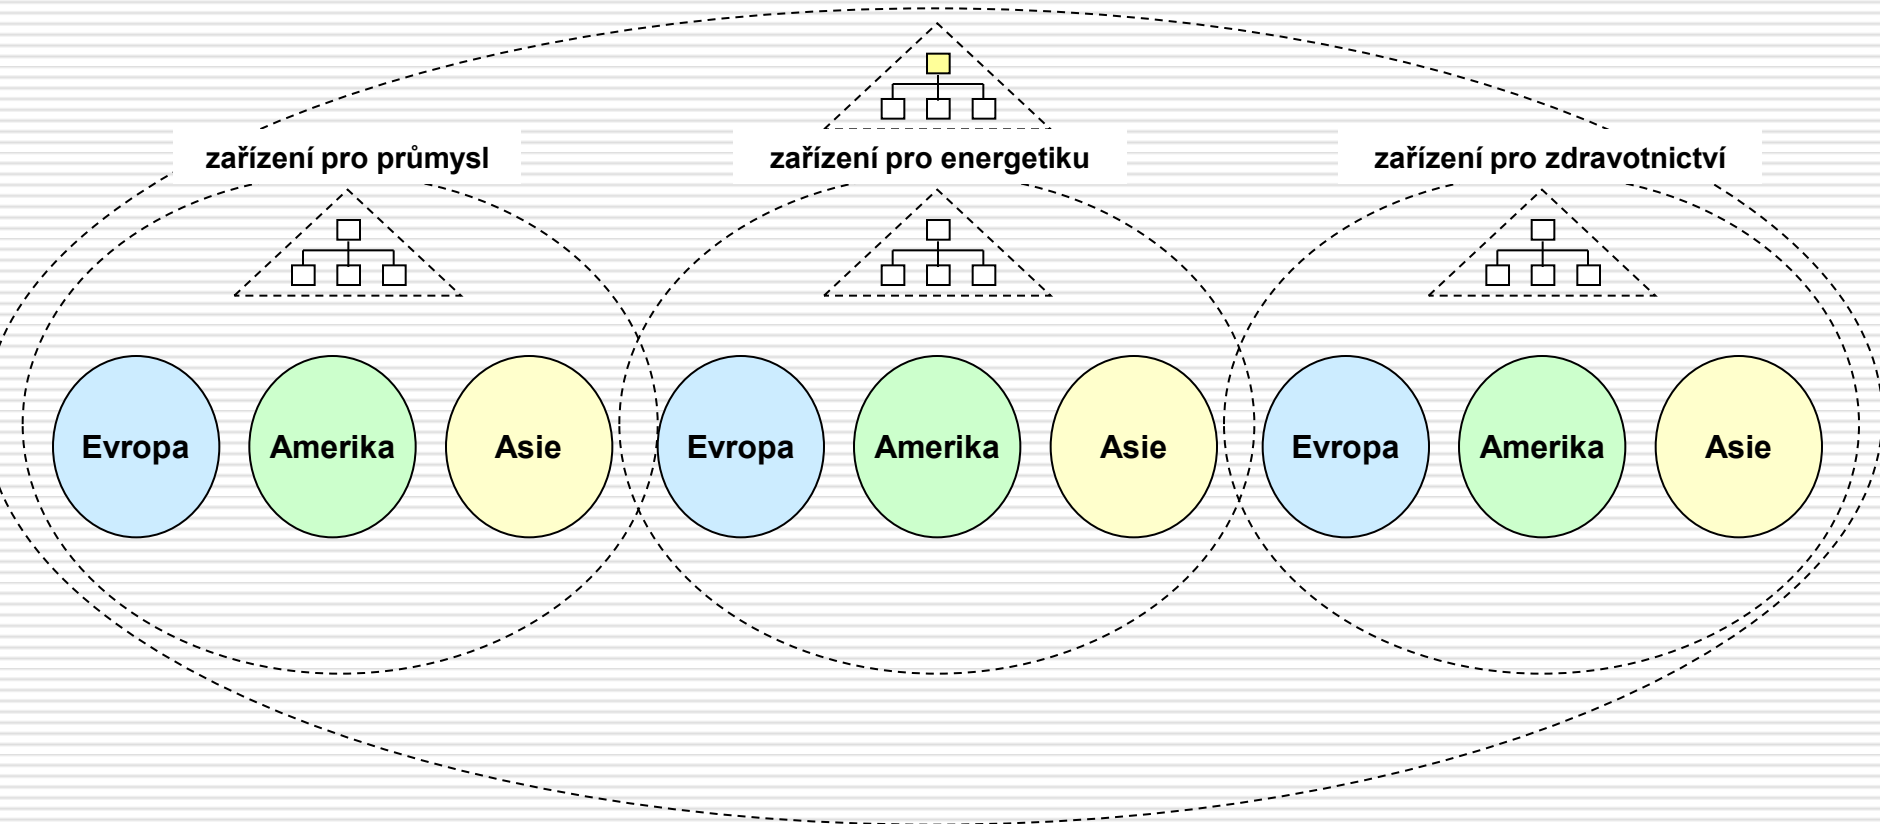 zařízení pro průmysl
zařízení pro energetiku
zařízení pro zdravotnictví
Evropa
Amerika
Asie
Evropa
Amerika
Asie
Evropa
Amerika
Asie